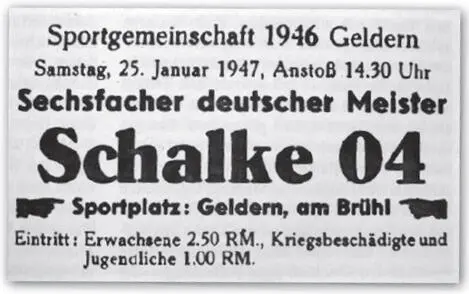 Sportgemeinschaft 1946 Geldern
Samstag, 25. Januar 1947, Anstoß 14.30 Uhr
Sechsfacher deutscher Meister
Schalke 04
Sportplatz: Geldern, am Brühl
Eintritt: Erwachsene 2.50 RM., Kriegsbeschädigte und
Jugendliche 1.00 RM.